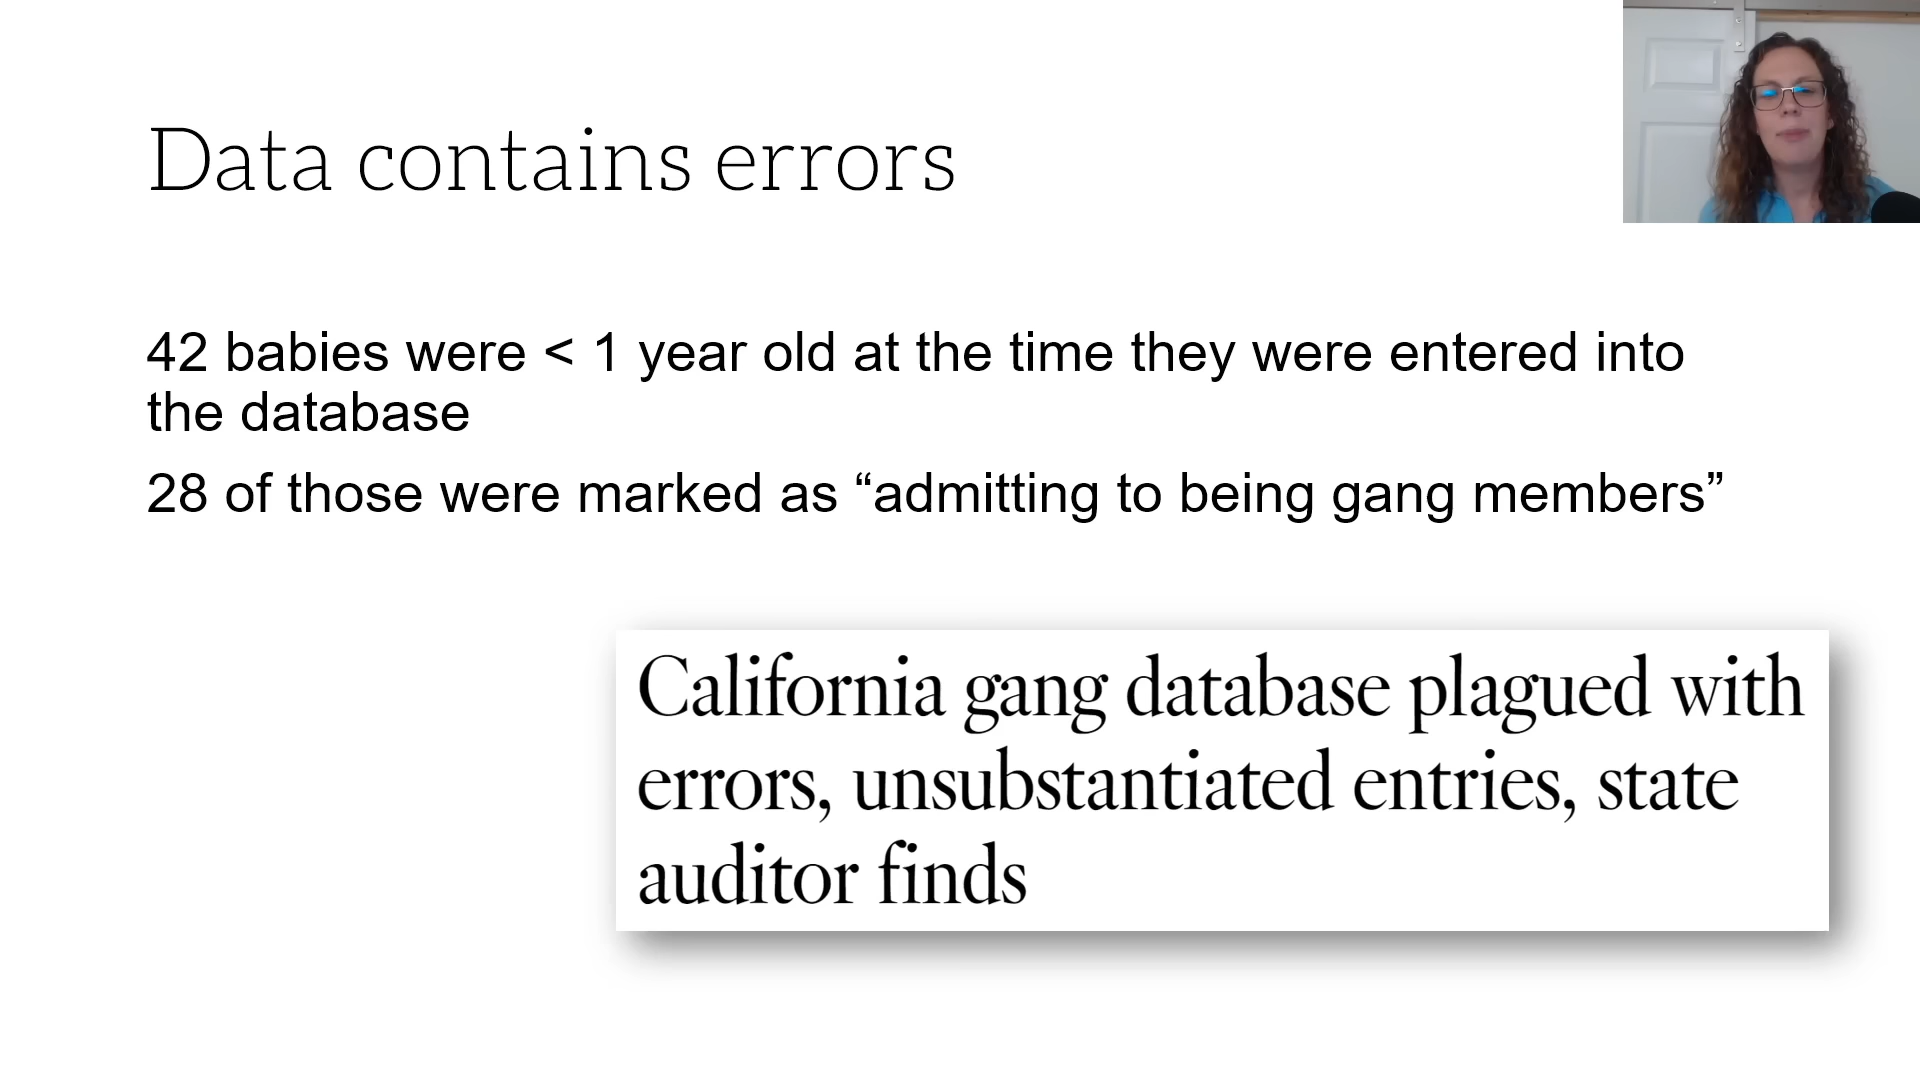 Data contains errors
42 babies were < 1 year old at the time they were entered into
the database
28 of those were marked as “admitting to being gang members”
California gang database plagued with
errors, unsubstantiated entries, state
auditor finds